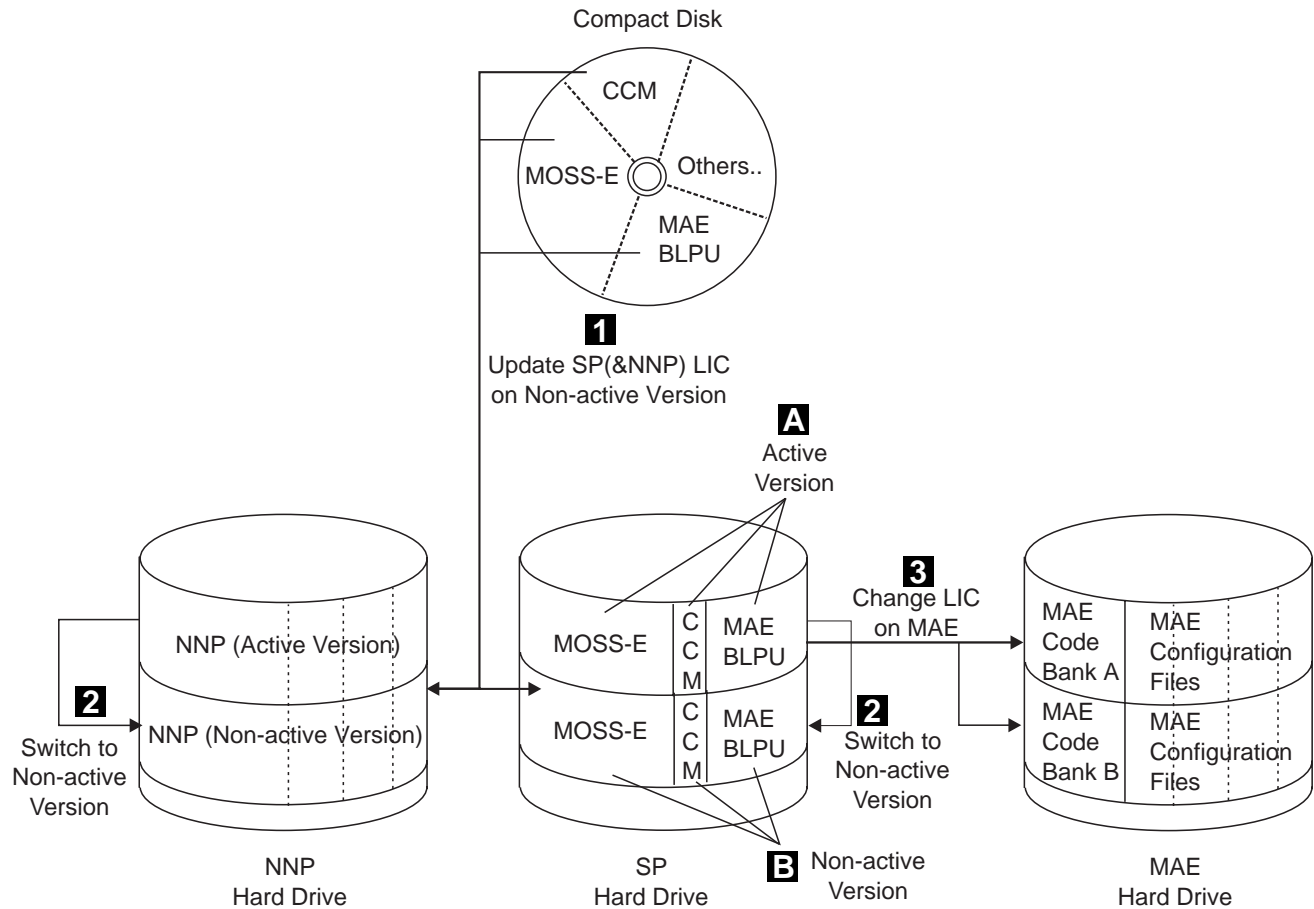 Compact Disk
CCM
MOSS-E
Others..
MAE
BLPU
1
Update SP(&NNP) LIC
on Non-active Version
A
Active
Version
NNP (Active Version)
NNP (Non-active Version)
2
Switch to
Non-active
Version
NNP
Hard Drive
MOSS-E
C
C
M
MAE
BLPU
MOSS-E
C
C
M
MAE
BLPU
2
Switch to
Non-active
Version
B
Non-active
Version
SP
Hard Drive
3
Change LIC
on MAE
MAE
Code
Bank A
MAE
Configuration
Files
MAE
Code
Bank B
MAE
Configuration
Files
MAE
Hard Drive